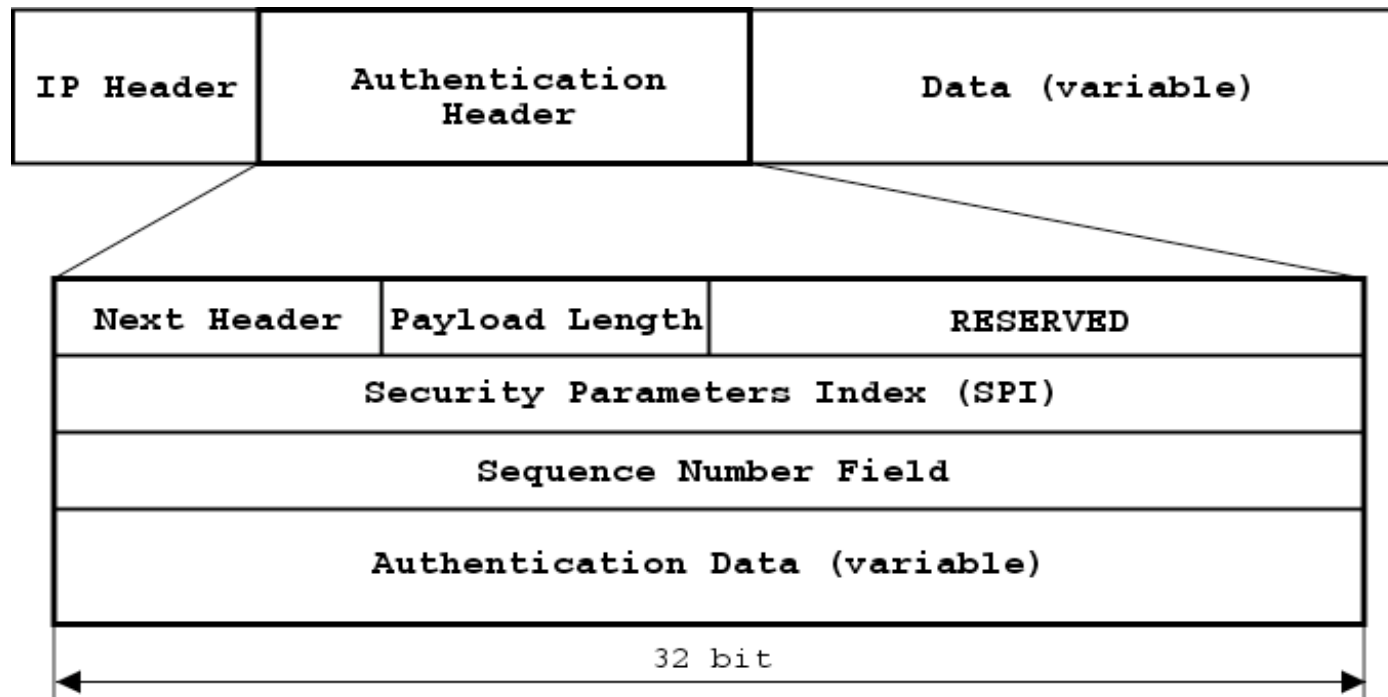 IP Header
Authentication
Header
Data (variable)
Next Header
Payload Length
RESERVED
Security Parameters Index (SPI)
Sequence Number Field
Authentication Data (variable)
32 bit